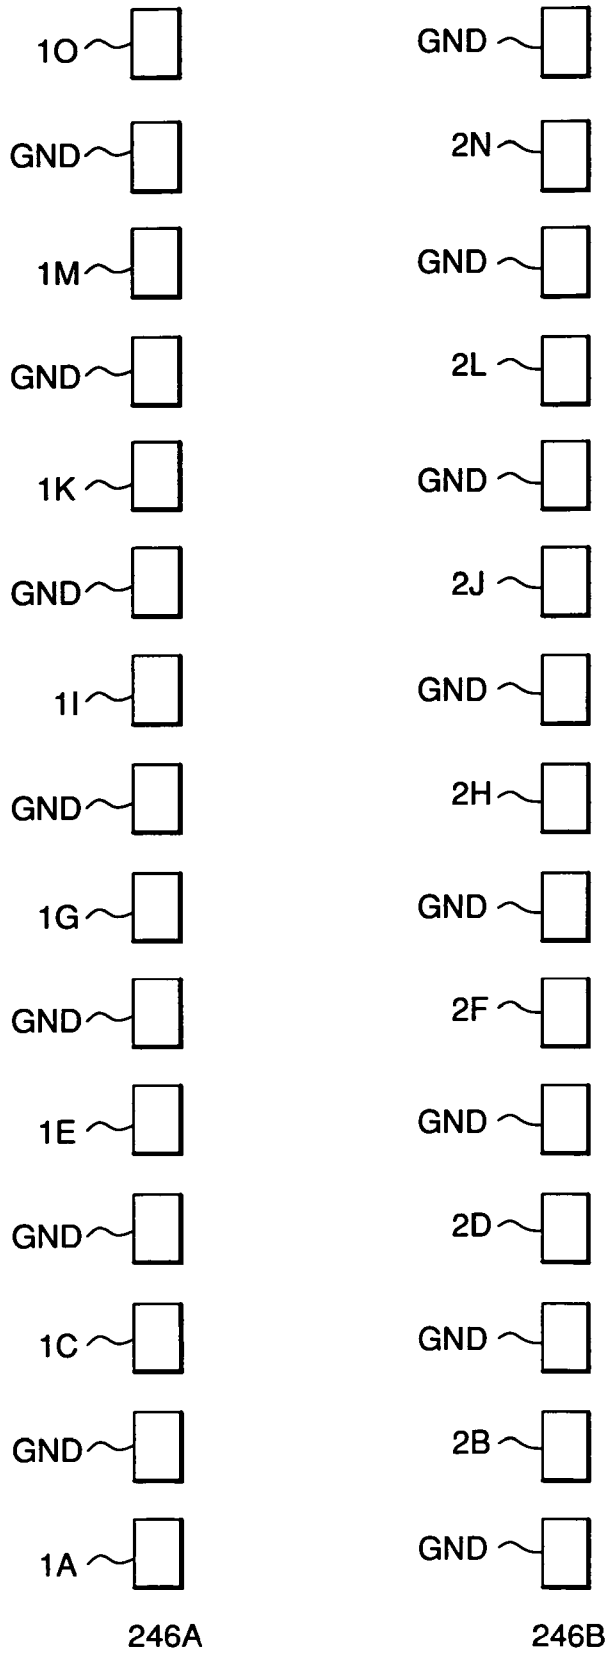 1O GND
GND 2N
1M GND
GND 2L
1K GND
GND 2J
1I GND
GND 2H
1G GND
GND 2F
1E GND
GND 2D
1C GND
GND 2B
1A GND
246A 246B